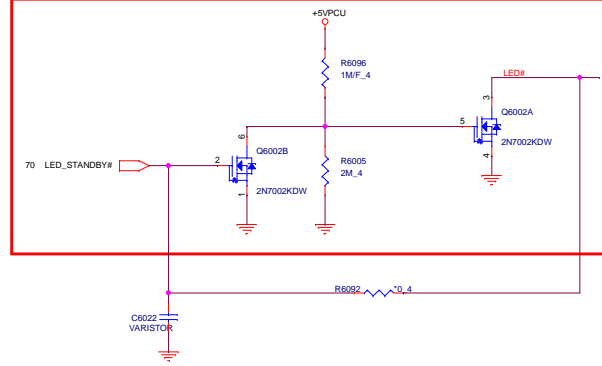 +5VPCU
R6096
1M/F_4
LED#
3
Q6002A
5
2N7002KDW
4
6
Q6002B
70 LED_STANDBY#
2
R6005
2M_4
2N7002KDW
1
R6092 *0_4
C6022
VARISTOR